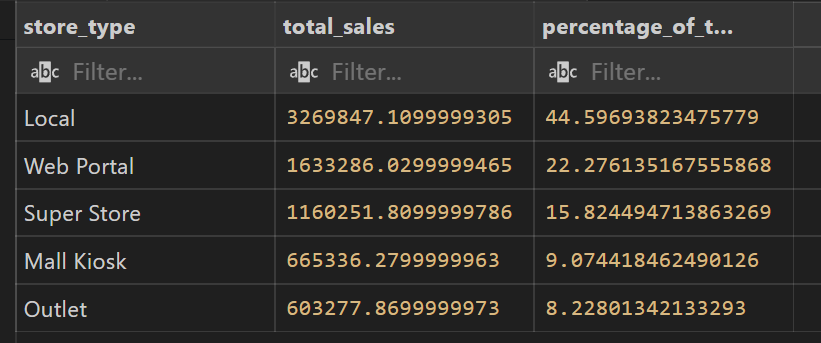 store_type total_sales percentage_of_t...
abc Filter... abc Filter... abc Filter...
Local 3269847.1099999305 44.59693823475779
Web Portal 1633286.0299999465 22.276135167555868
Super Store 1160251.8099999786 15.824494713863269
Mall Kiosk 665336.2799999963 9.074418462490126
Outlet 603277.8699999973 8.22801342133293